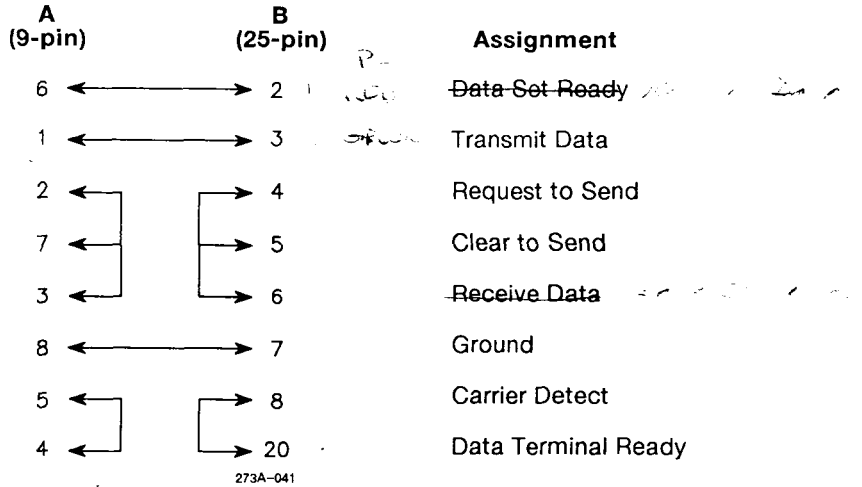 A B
(9-pin) (25-pin) Assignment
6 2 Data Set Ready
1 3 Transmit Data
2 4 Request to Send
7 5 Clear to Send
3 6 Receive Data
8 7 Ground
5 8 Carrier Detect
4 20 Data Terminal Ready
273A-041